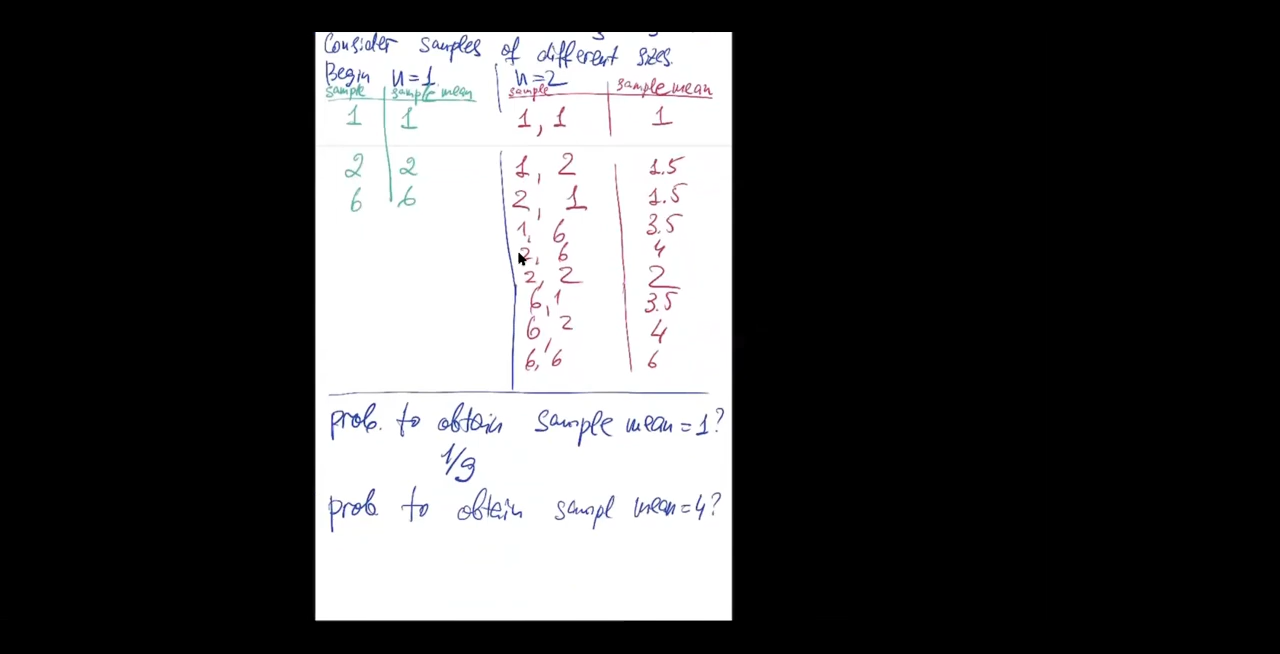 Consider samples of different sizes.
Begin n=1 n=2
sample sample mean sample sample mean
1 1 1, 1 1
2 2 1, 2 1.5
6 6 2, 1 1.5
1, 6 3.5
2, 6 4
2, 2 2
6, 1 3.5
6, 2 4
6, 6 6
prob. to obtain sample mean = 1?
1/9
prob. to obtain sampl mean = 4?